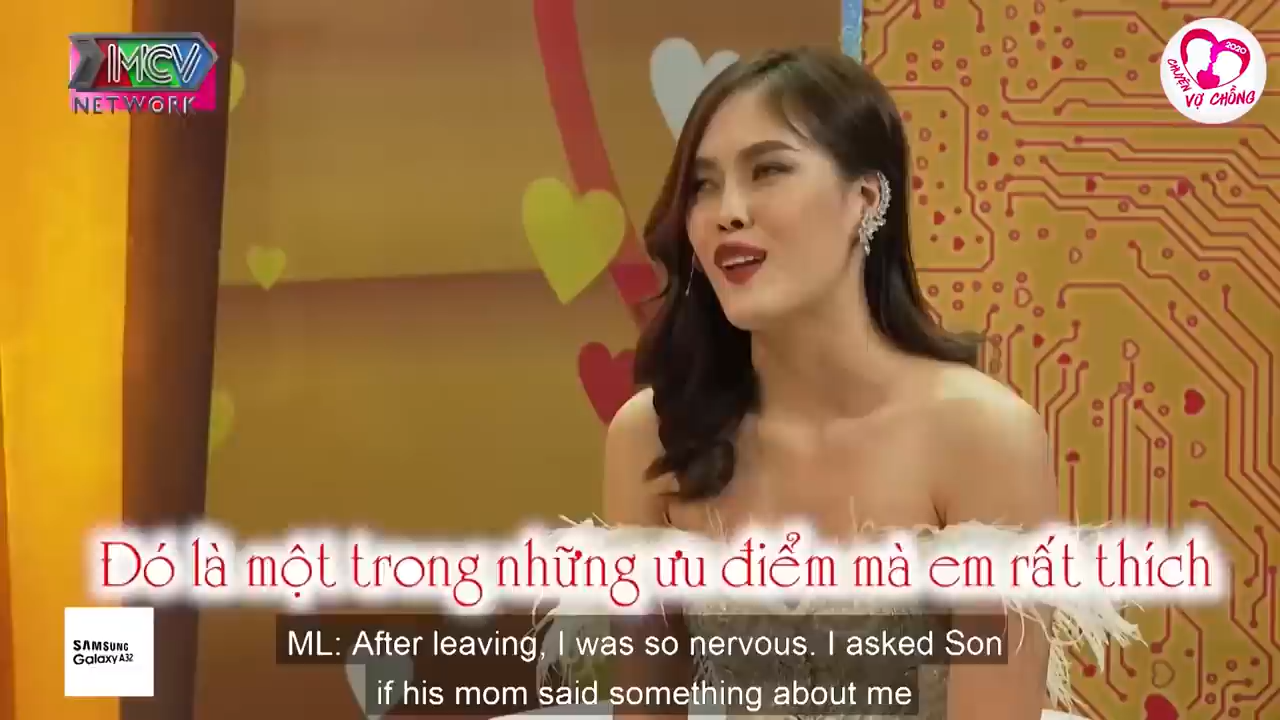 MCV
NETWORK
2020
CHUYỆN
VỢ CHỒNG
Đó là một trong những ưu điểm mà em rất thích
SAMSUNG
Galaxy A32
ML: After leaving, I was so nervous. I asked Son
if his mom said something about me